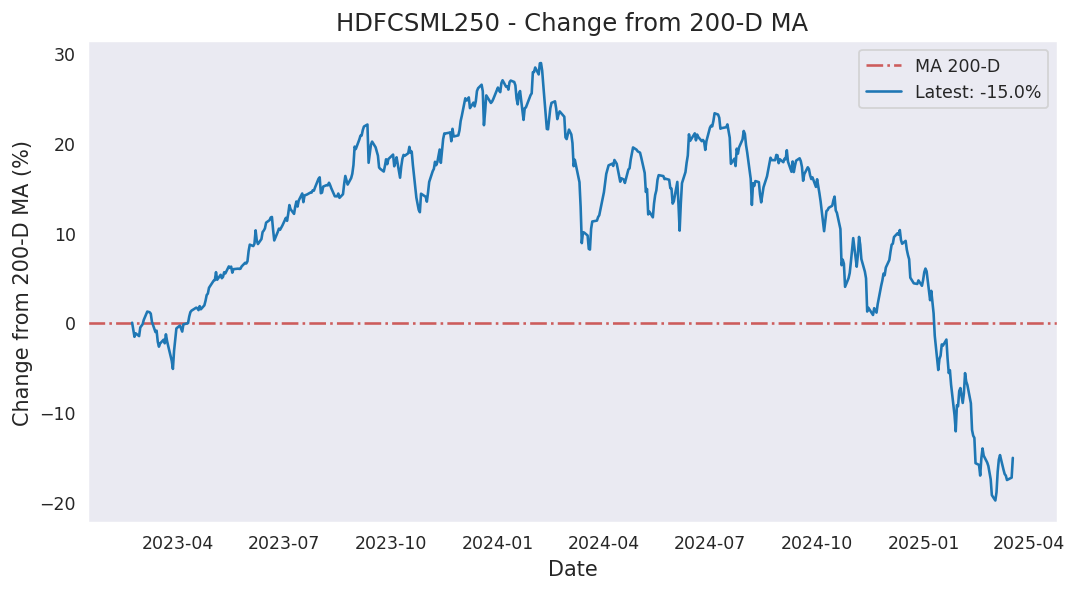 HDFCSML250 - Change from 200-D MA
Change from 200-D MA (%)
30
20
10
0
−10
−20
MA 200-D
Latest: -15.0%
2023-04 2023-07 2023-10 2024-01 2024-04 2024-07 2024-10 2025-01 2025-04
Date